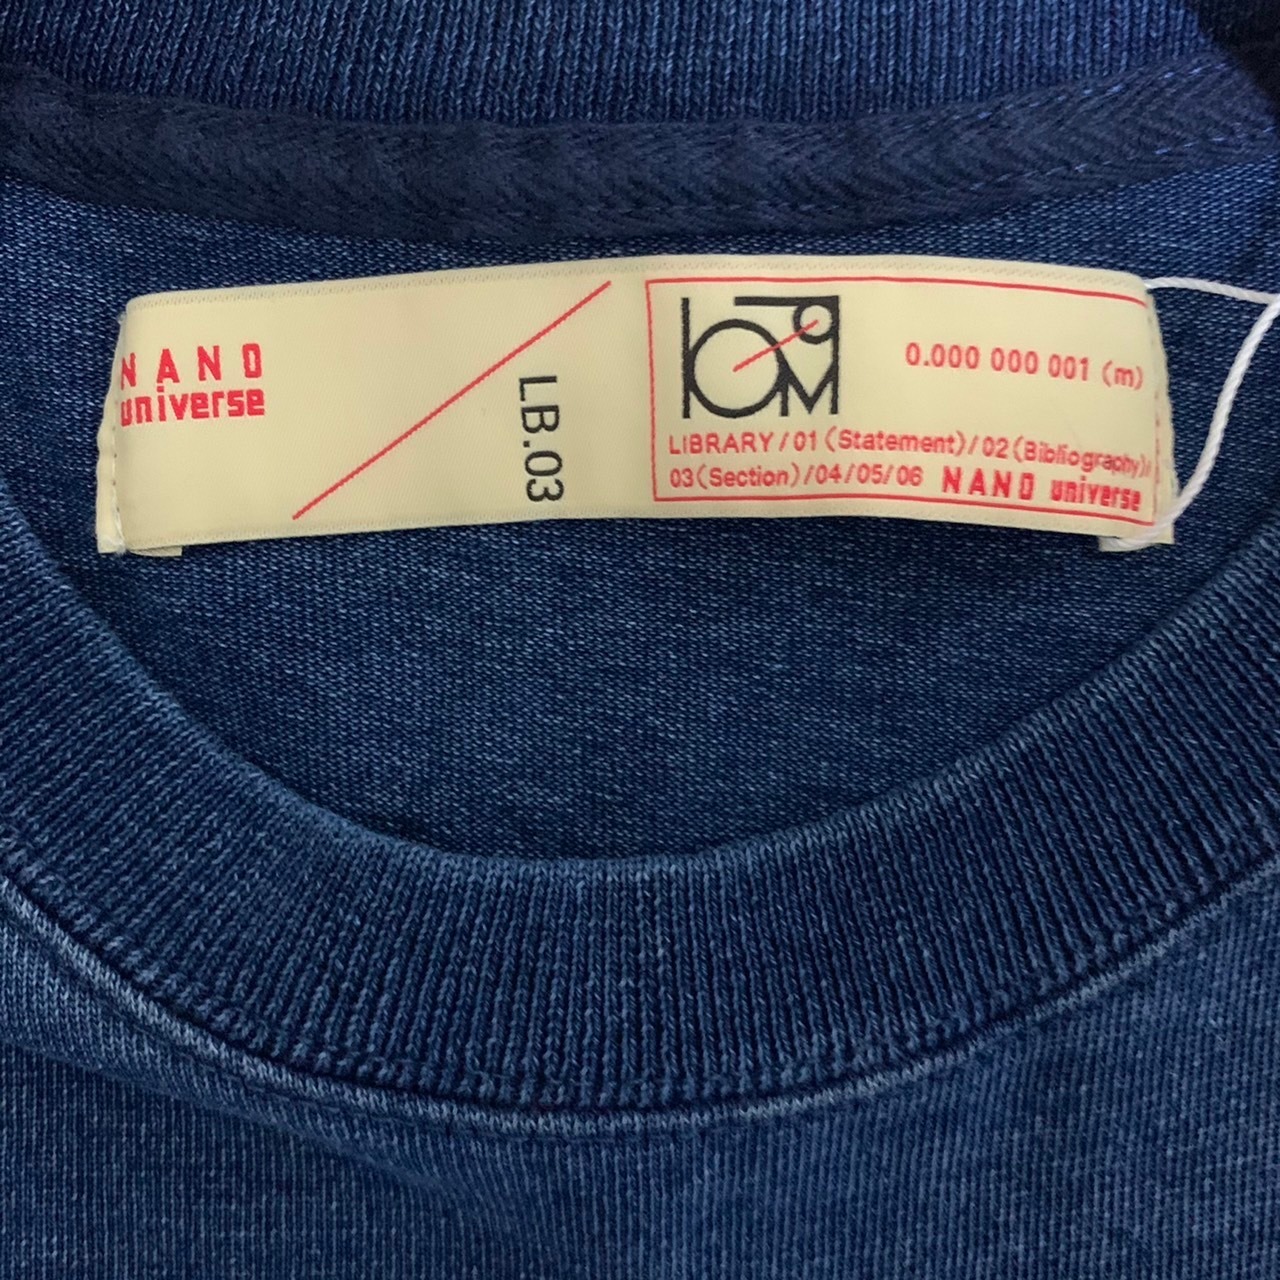 NANO
universe
LB.03
0.000 000 001 (m)
LIBRARY/01 (Statement)/02 (Bibliography)/
03(Section)/04/05/06 NANO universe